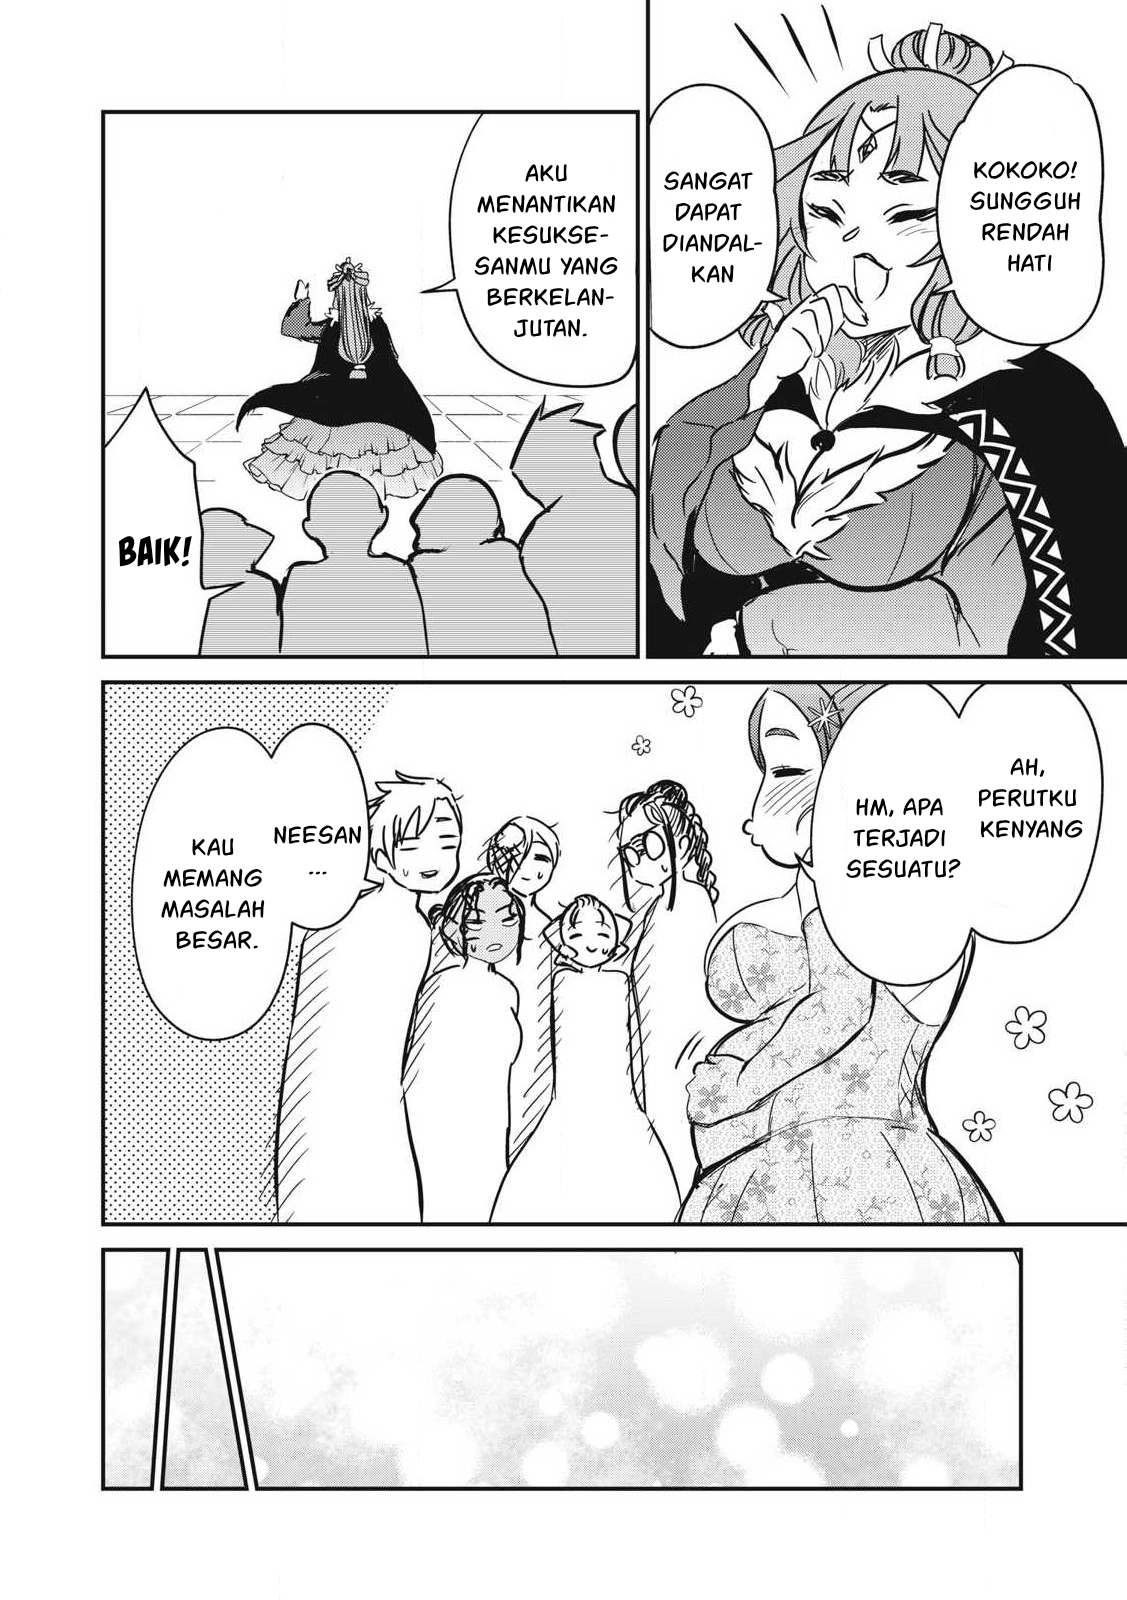 KOKOKO!
SUNGGUH
RENDAH
HATI
SANGAT
DAPAT
DIANDAL-
KAN
AKU
MENANTIKAN
KESUKSE-
SANMU YANG
BERKELAN-
JUTAN.
BAIK!
AH,
PERUTKU
KENYANG
HM, APA
TERJADI
SESUATU?
NEESAN
...
KAU
MEMANG
MASALAH
BESAR.